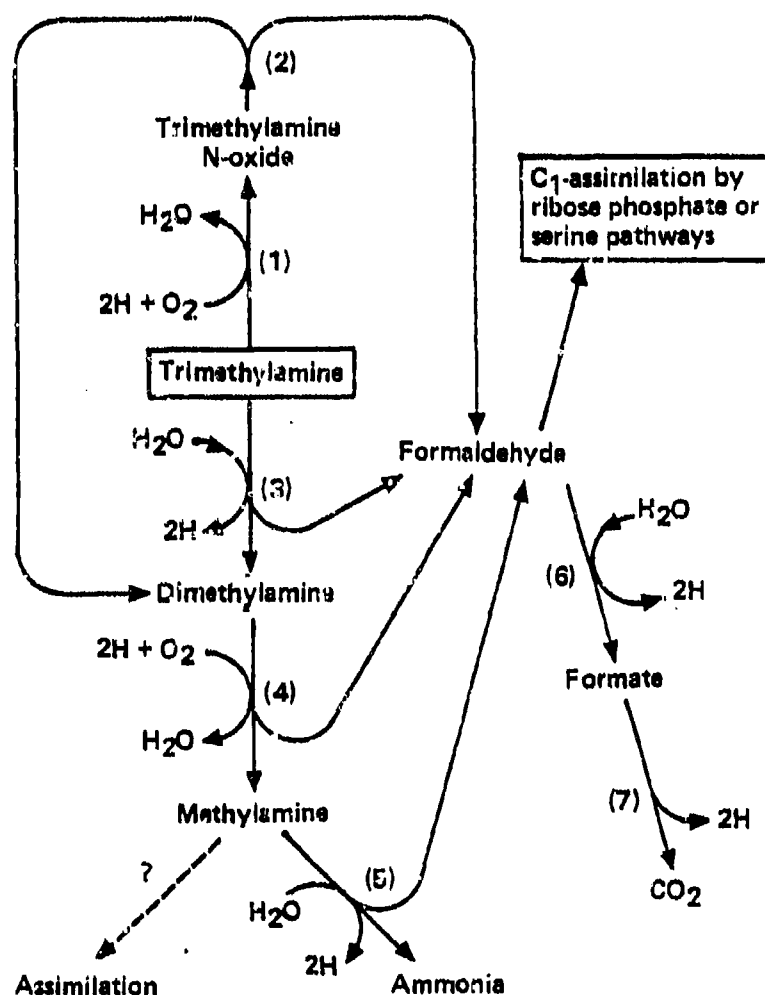 (2)
Trimethylamine
N-oxide
C₁-assimilation by
ribose phosphate or
serine pathways
H₂O
(1)
2H + O₂
Trimethylamine
H₂O
Formaldehyda
(3)
2H
H₂O
(6)
2H
Dimethylamine
2H + O₂
Formate
(4)
H₂O
(7)
2H
Methylamine
?
(5)
H₂O
CO₂
2H
Assimilation
Ammonia